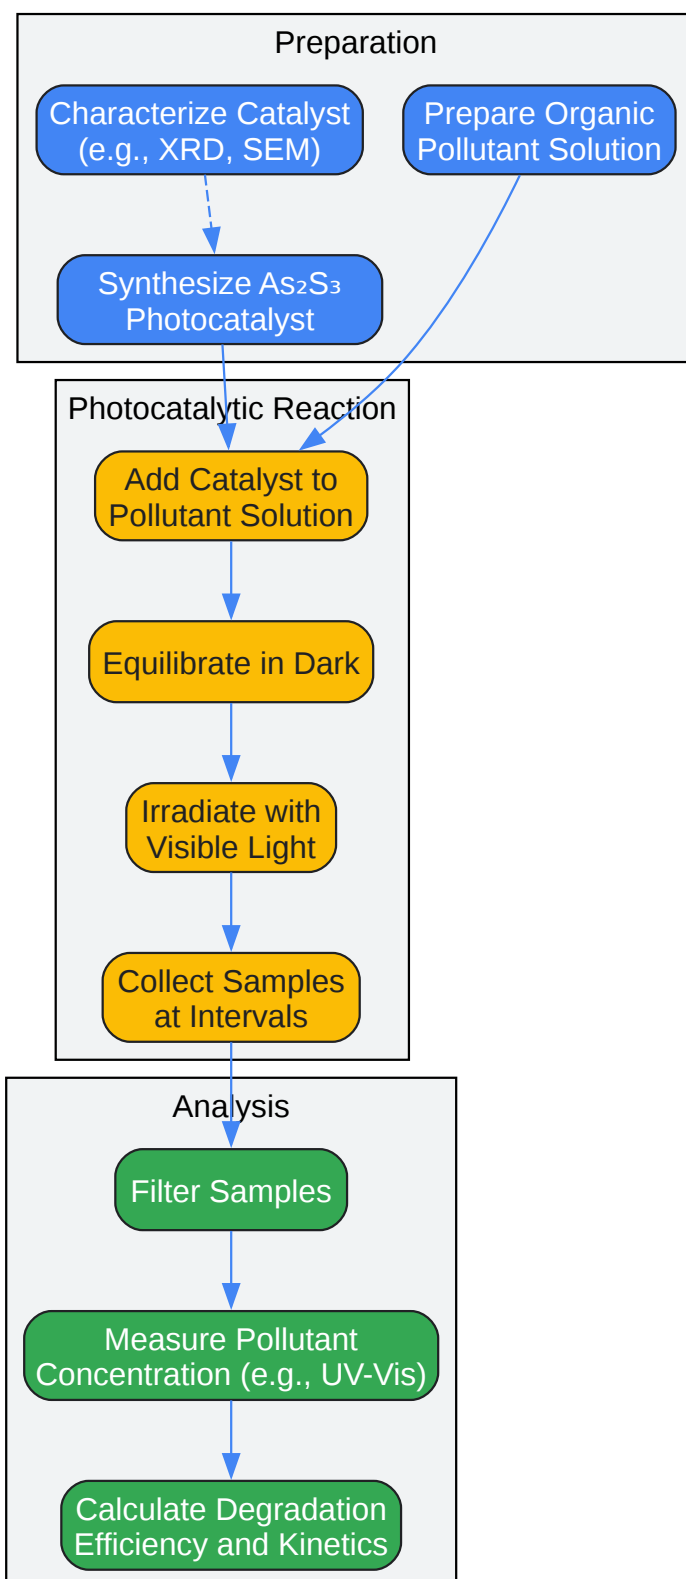 Preparation
Characterize Catalyst
(e.g., XRD, SEM)
Prepare Organic
Pollutant Solution
Synthesize As₂S₃
Photocatalyst
Photocatalytic Reaction
Add Catalyst to
Pollutant Solution
Equilibrate in Dark
Irradiate with
Visible Light
Collect Samples
at Intervals
Analysis
Filter Samples
Measure Pollutant
Concentration (e.g., UV-Vis)
Calculate Degradation
Efficiency and Kinetics